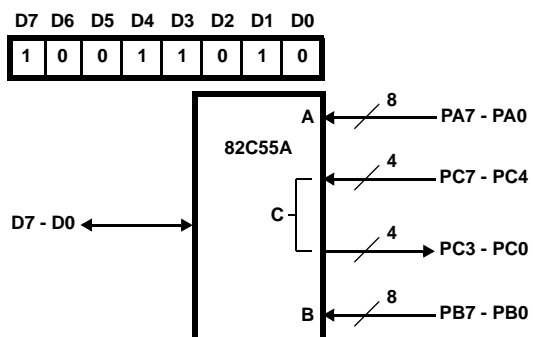 D7 D6 D5 D4 D3 D2 D1 D0
1 0 0 1 1 0 1 0
A 8 PA7 - PA0
82C55A
4 PC7 - PC4
C
D7 - D0
4 PC3 - PC0
B 8 PB7 - PB0